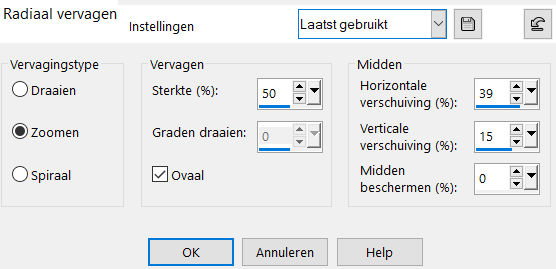 Radiaal vervagen
Instellingen
Laatst gebruikt
Vervagingstype
Draaien
Zoomen
Spiraal
Vervagen
Sterkte (%): 50
Graden draaien: 0
Ovaal
Midden
Horizontale
verschuiving (%): 39
Verticale
verschuiving (%): 15
Midden
beschermen (%): 0
OK
Annuleren
Help